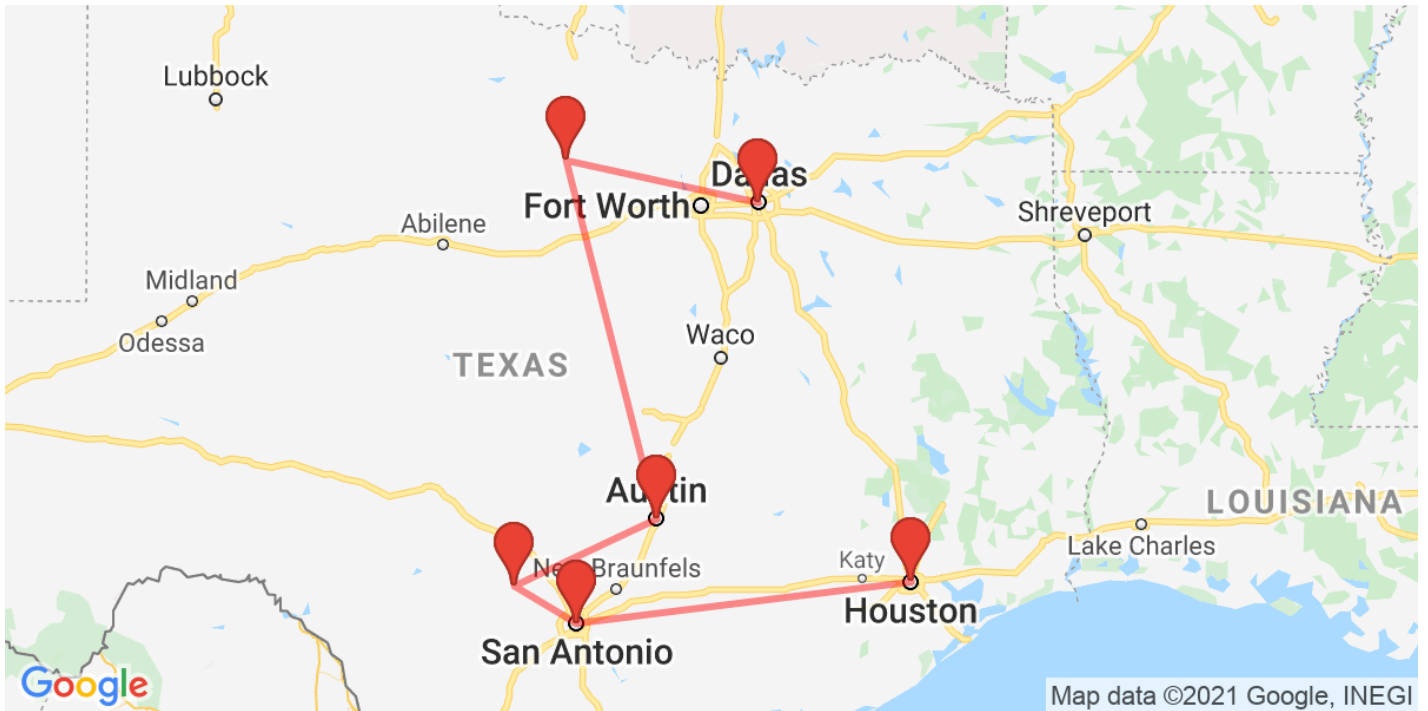 Lubbock
Dallas
Fort Worth
Shreveport
Abilene
Midland
Odessa
Waco
TEXAS
Austin
LOUISIANA
Lake Charles
Katy
New Braunfels
Houston
San Antonio
Google
Map data ©2021 Google, INEGI